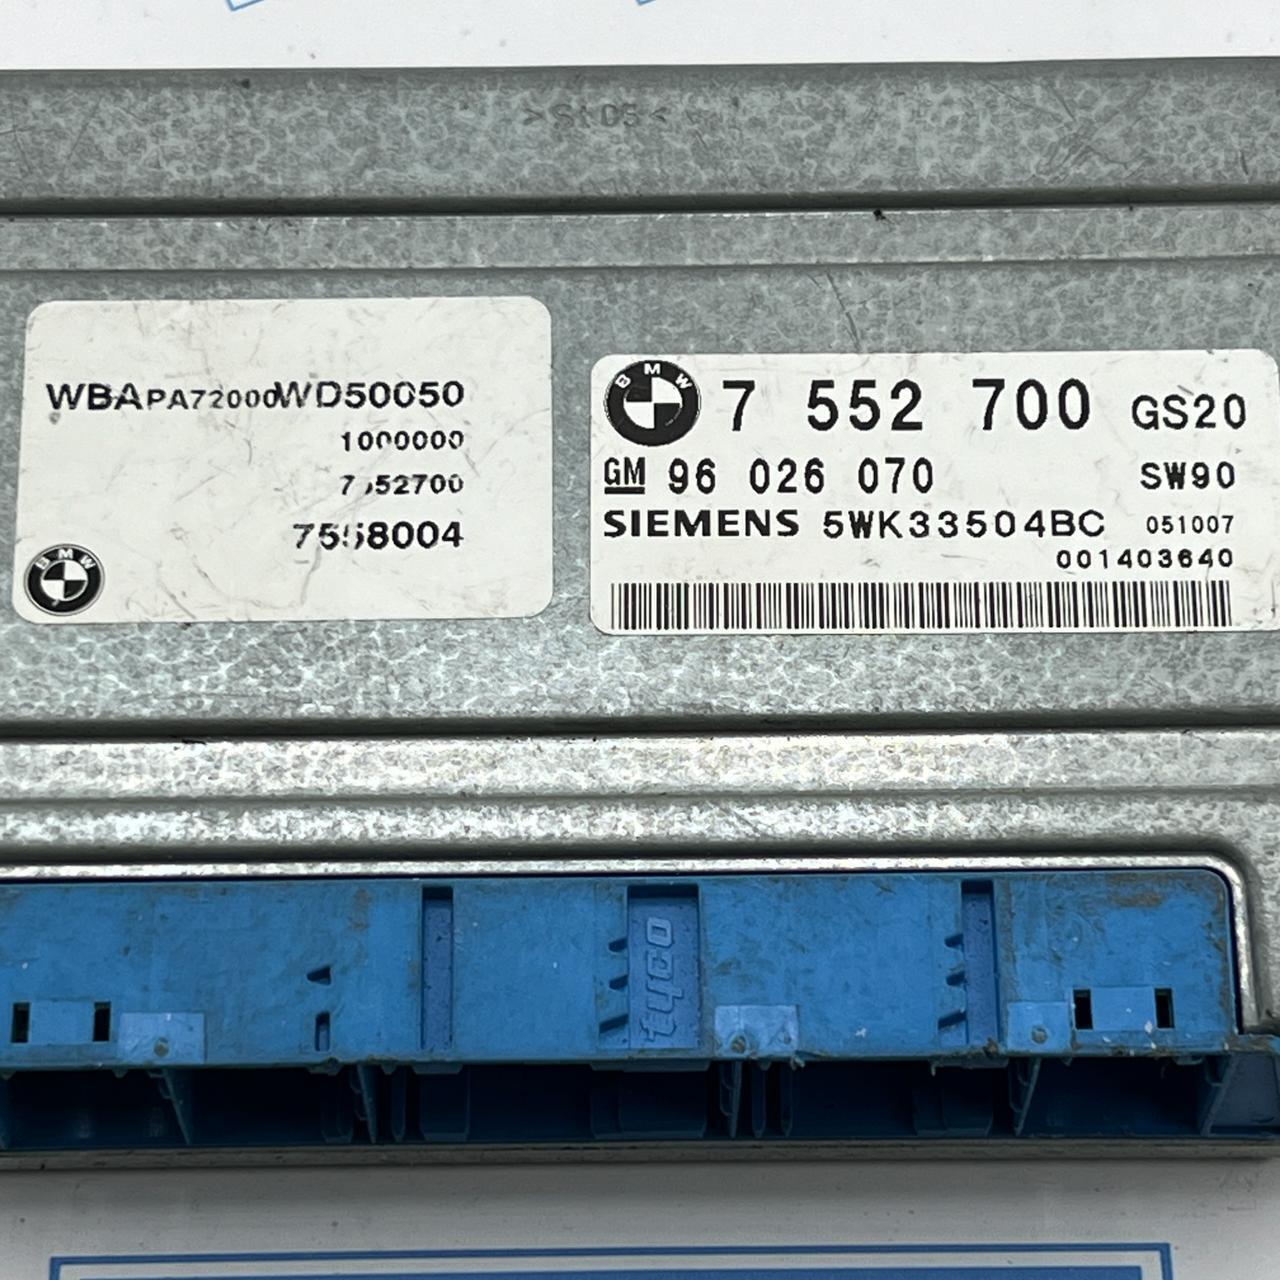 >St05<
WBAPA72000WD50050
1000000
7552700
7558004
BMW
BMW 7 552 700 GS20
GM 96 026 070 SW90
SIEMENS 5WK33504BC 051007
001403640
tyco